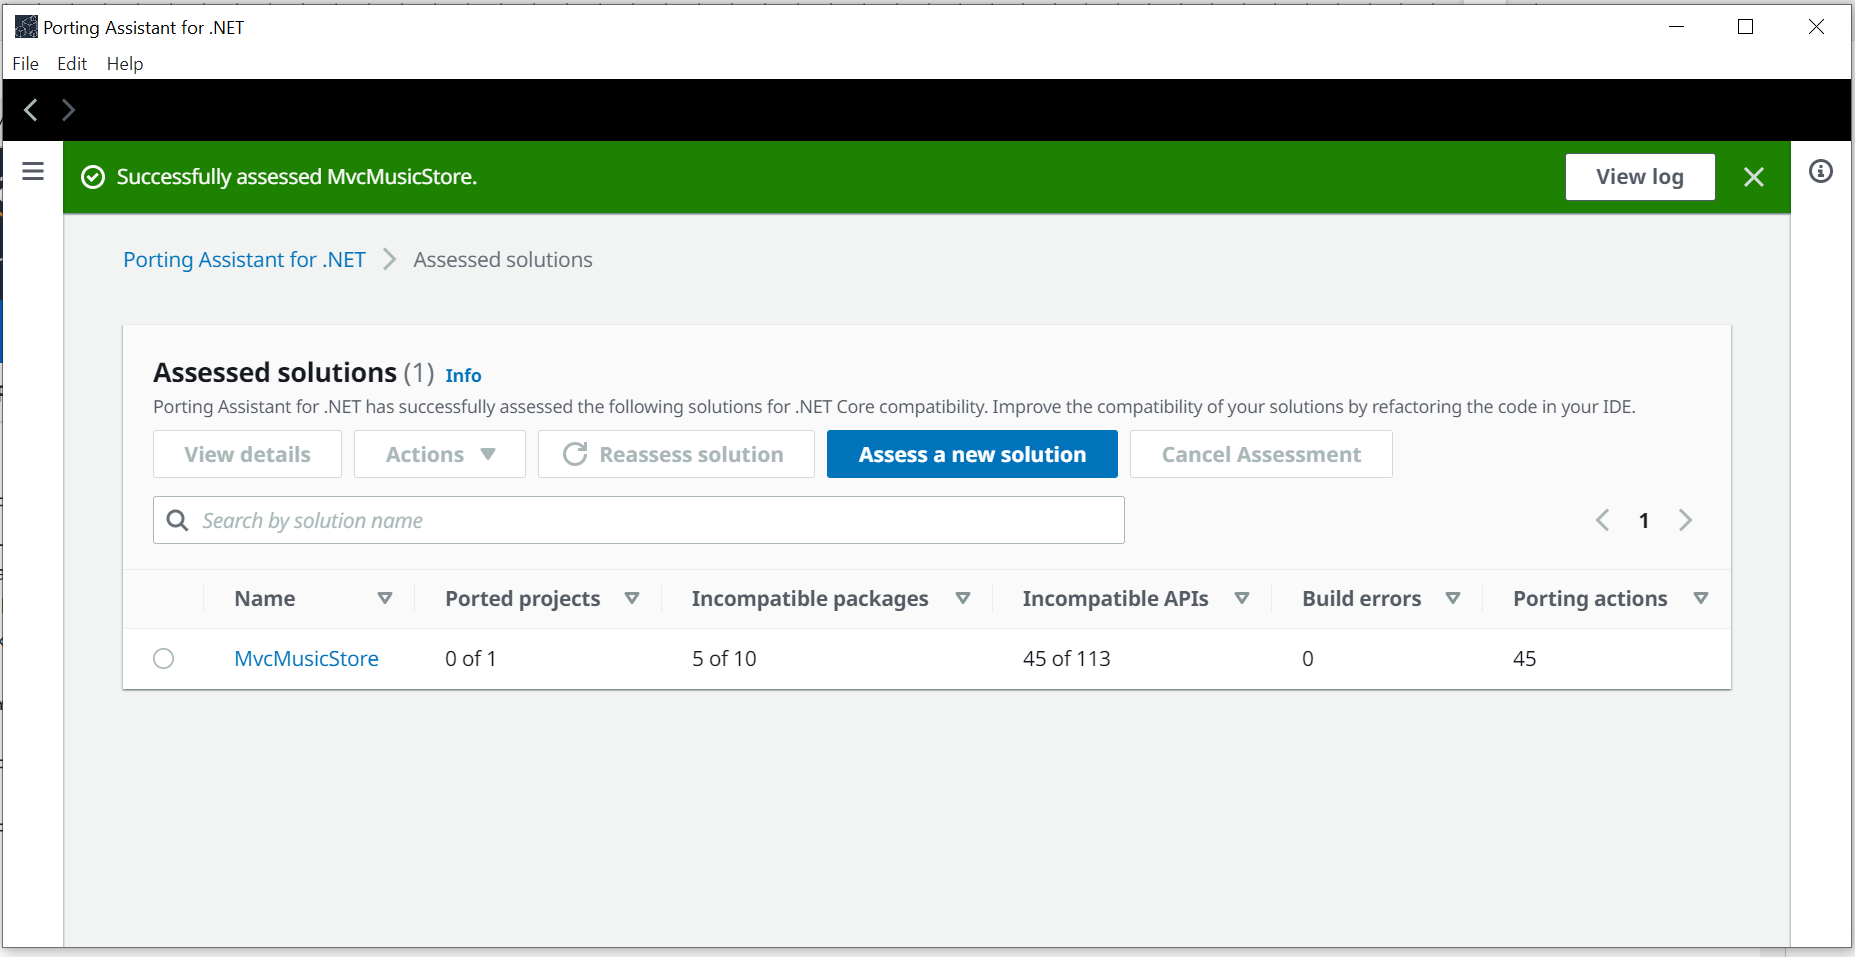 Porting Assistant for .NET
File Edit Help
Successfully assessed MvcMusicStore.
View log
Porting Assistant for .NET > Assessed solutions
Assessed solutions (1) Info
Porting Assistant for .NET has successfully assessed the following solutions for .NET Core compatibility. Improve the compatibility of your solutions by refactoring the code in your IDE.
View details Actions Reassess solution Assess a new solution Cancel Assessment
Search by solution name
1
Name Ported projects Incompatible packages Incompatible APIs Build errors Porting actions
MvcMusicStore 0 of 1 5 of 10 45 of 113 0 45